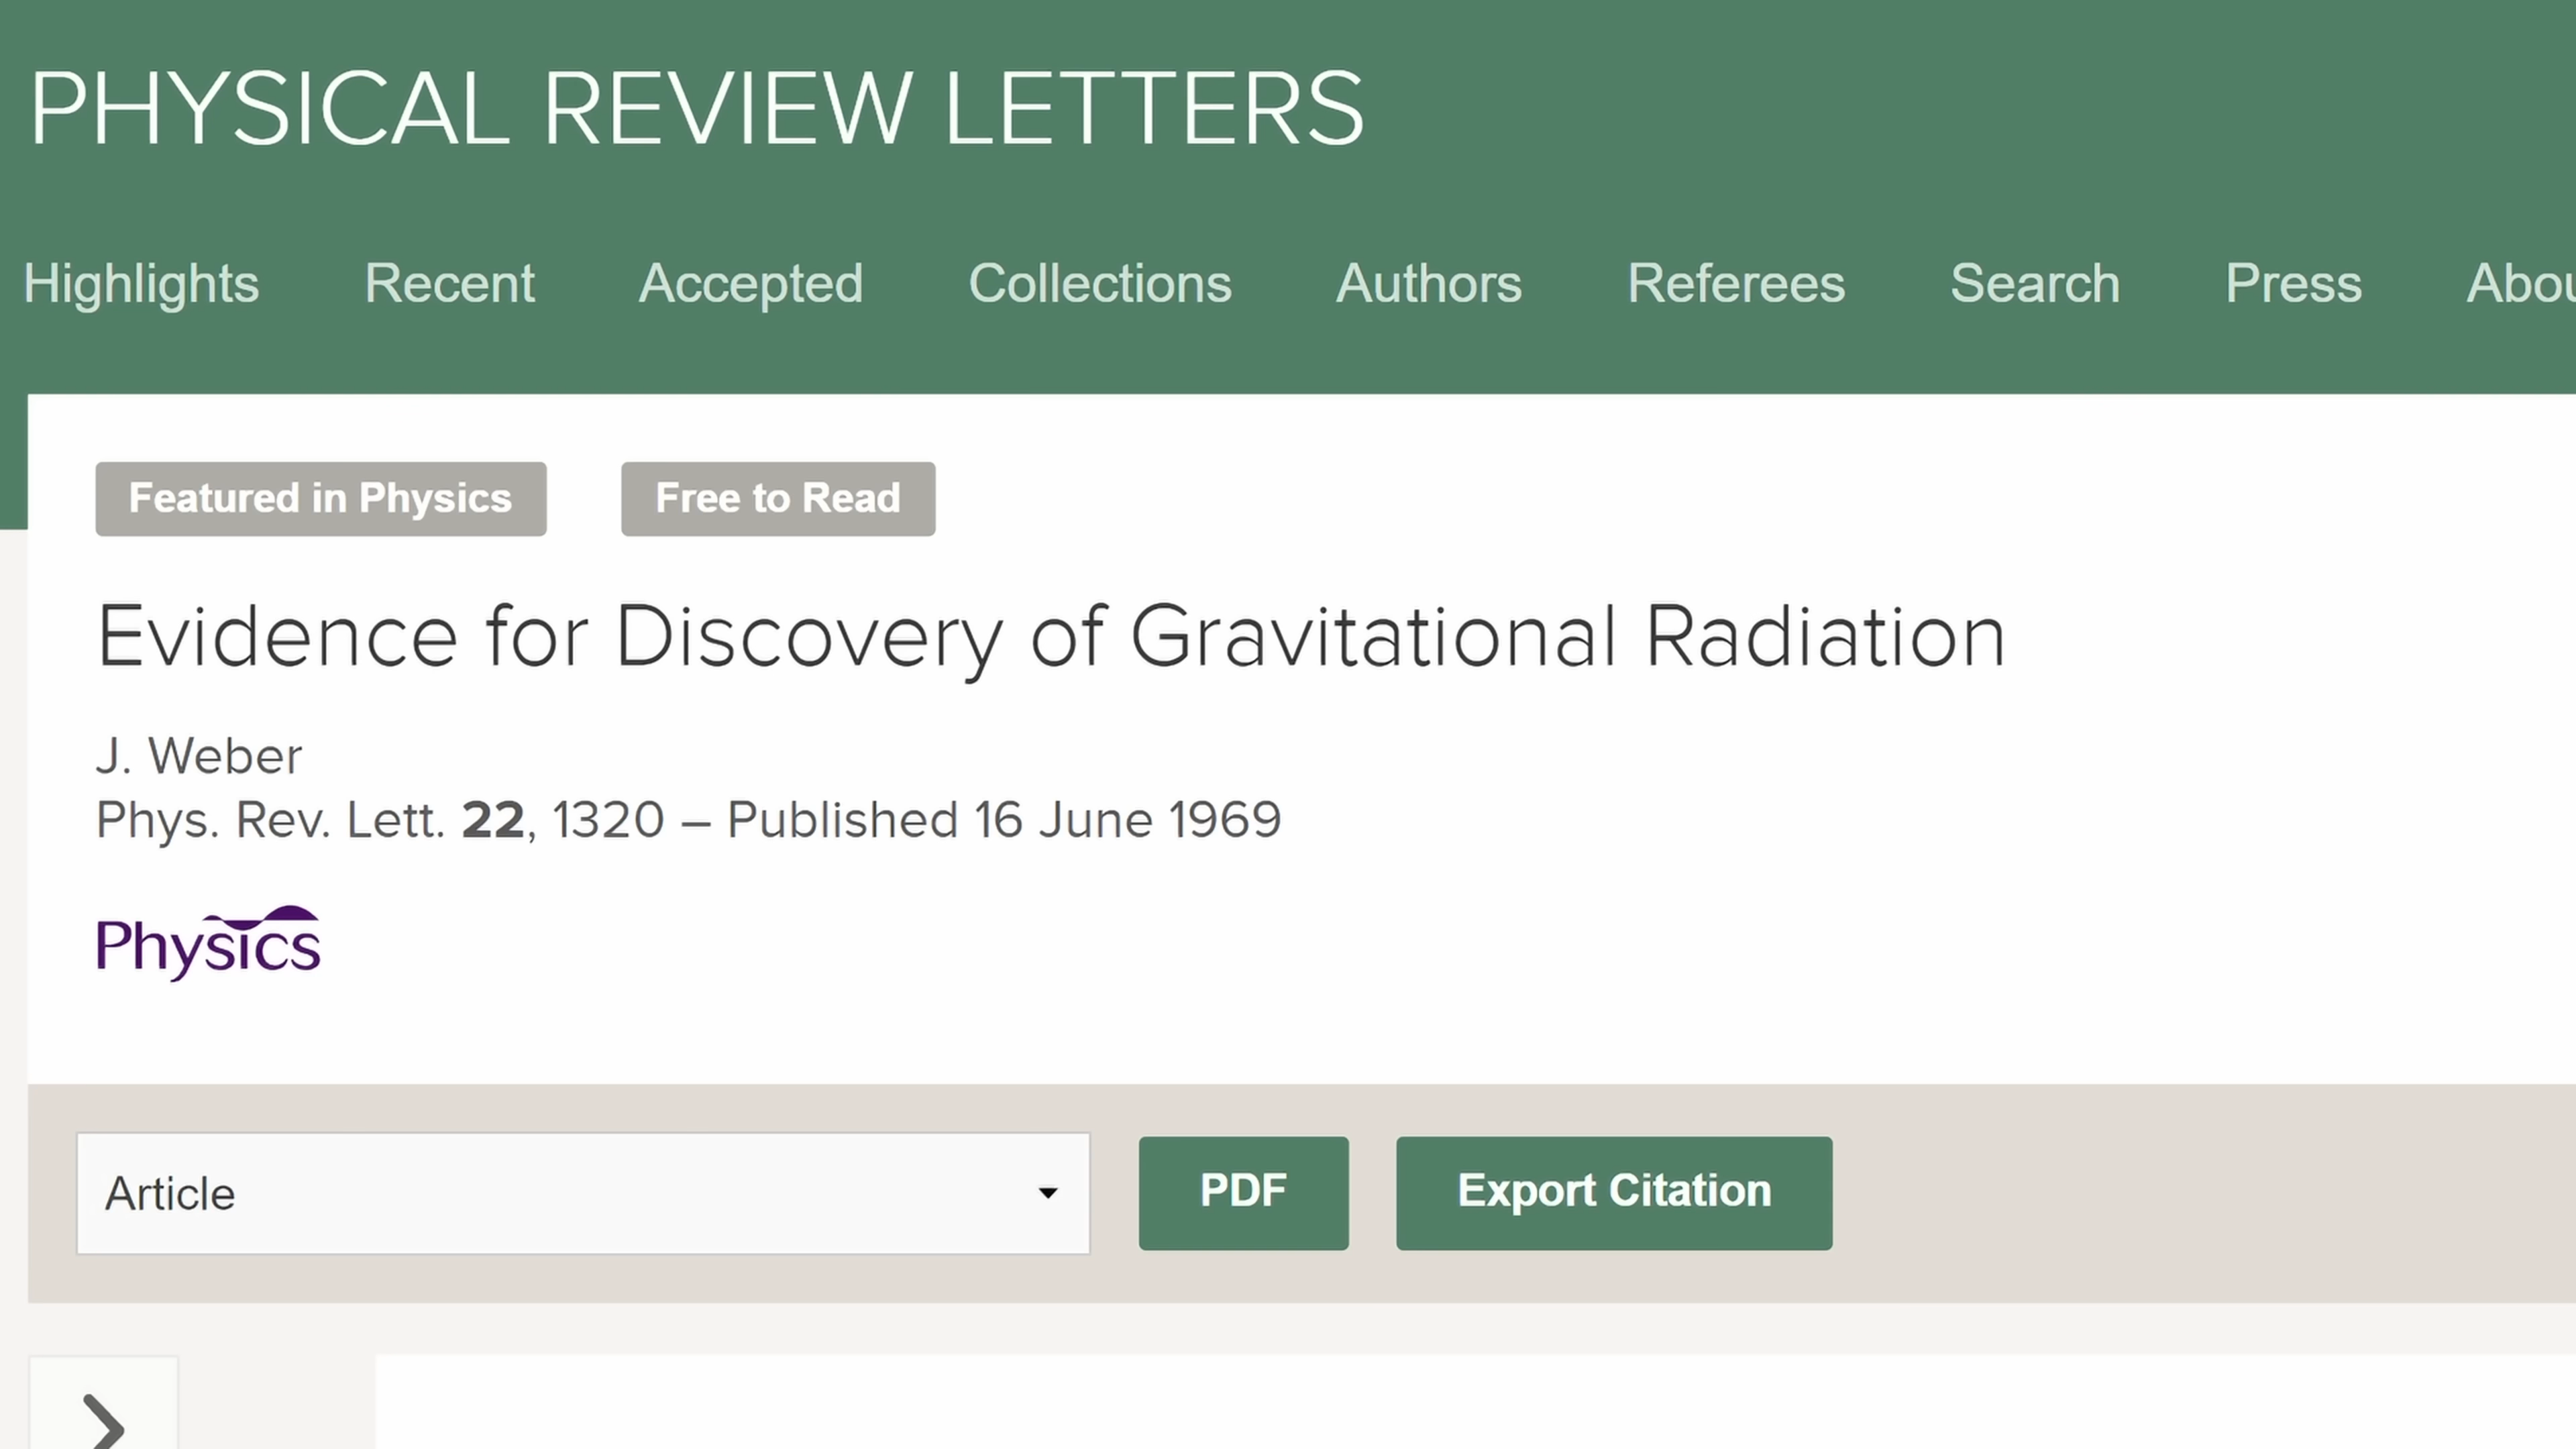 PHYSICAL REVIEW LETTERS
Highlights Recent Accepted Collections Authors Referees Search Press Abou
Featured in Physics Free to Read
Evidence for Discovery of Gravitational Radiation
J. Weber
Phys. Rev. Lett. 22, 1320 – Published 16 June 1969
Physics
Article PDF Export Citation